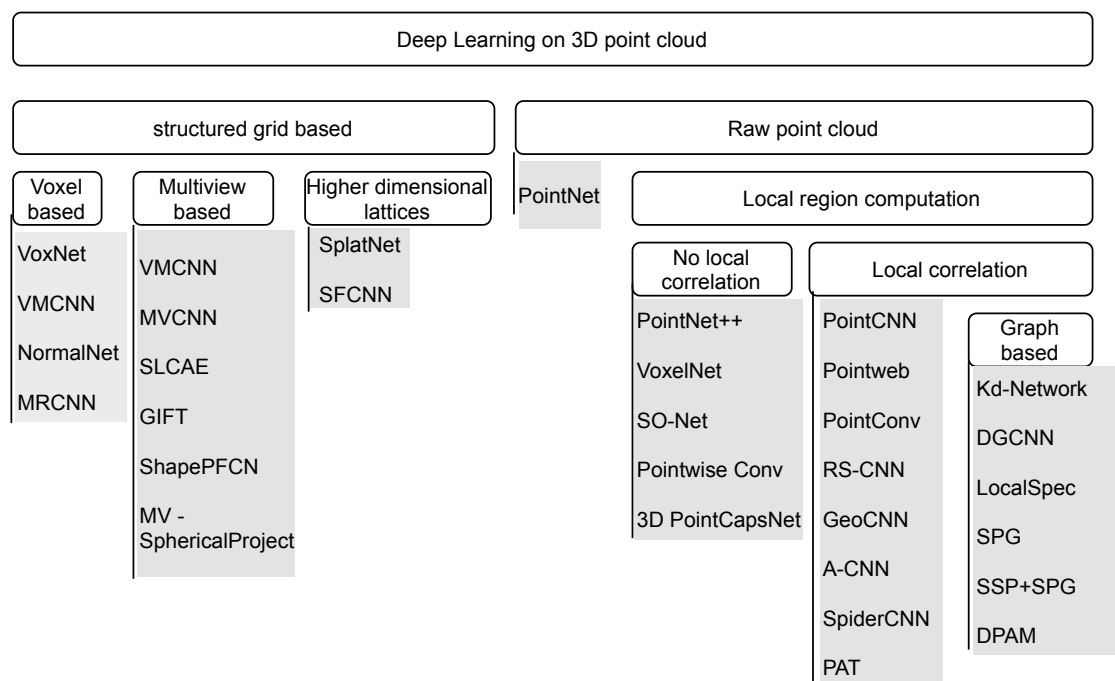 Deep Learning on 3D point cloud
structured grid based
Raw point cloud
Voxel
based
VoxNet
VMCNN
NormalNet
MRCNN
Multiview
based
VMCNN
MVCNN
SLCAE
GIFT
ShapePFCN
MV -
SphericalProject
Higher dimensional
lattices
SplatNet
SFCNN
PointNet
Local region computation
No local
correlation
PointNet++
VoxelNet
SO-Net
Pointwise Conv
3D PointCapsNet
Local correlation
PointCNN
Pointweb
PointConv
RS-CNN
GeoCNN
A-CNN
SpiderCNN
PAT
Graph
based
Kd-Network
DGCNN
LocalSpec
SPG
SSP+SPG
DPAM